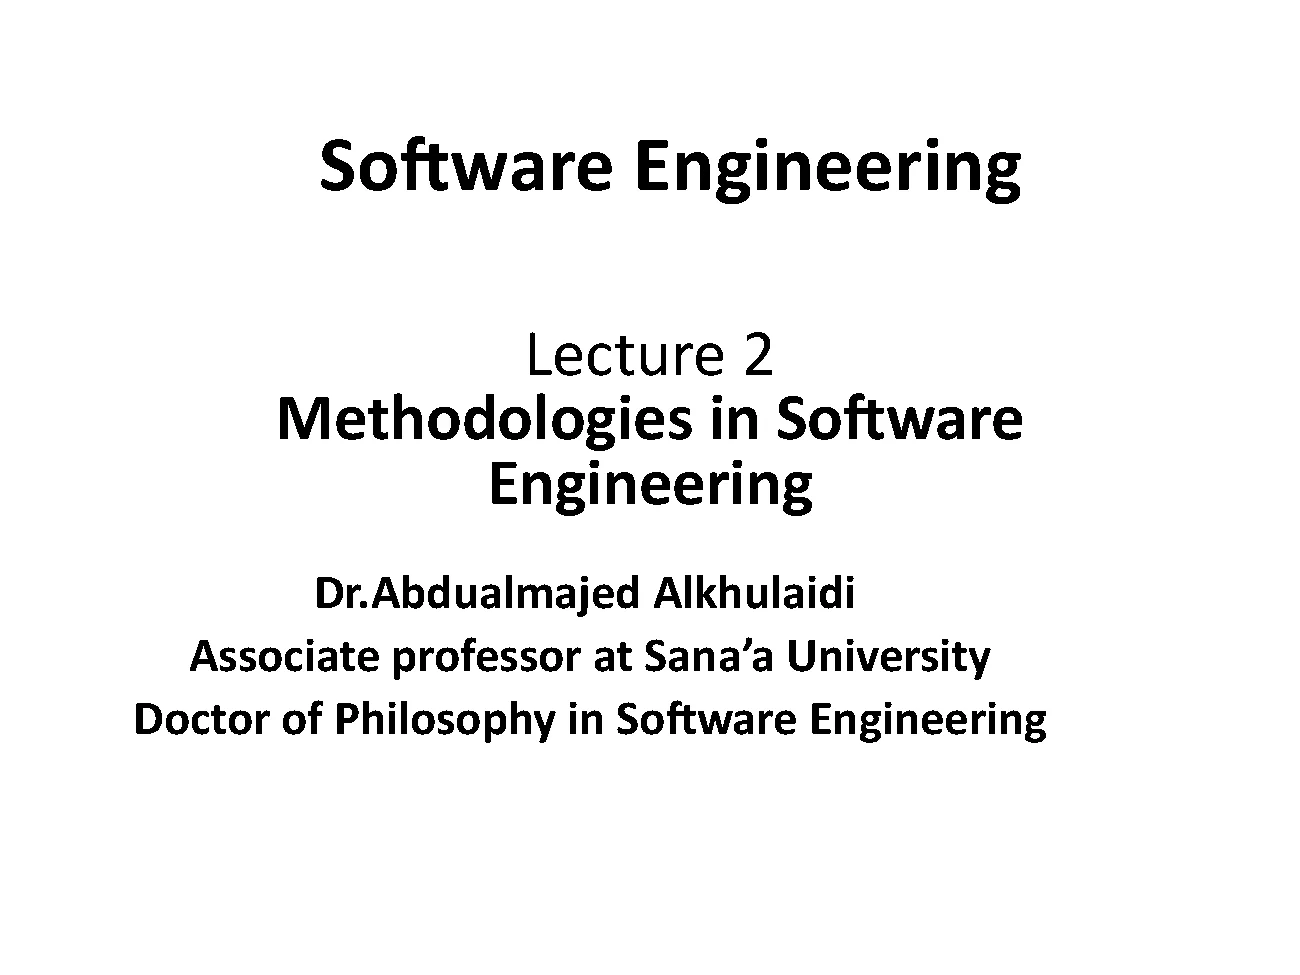 Software Engineering
Lecture 2
Methodologies in Software
Engineering
Dr.Abdualmajed Alkhulaidi
Associate professor at Sana’a University
Doctor of Philosophy in Software Engineering